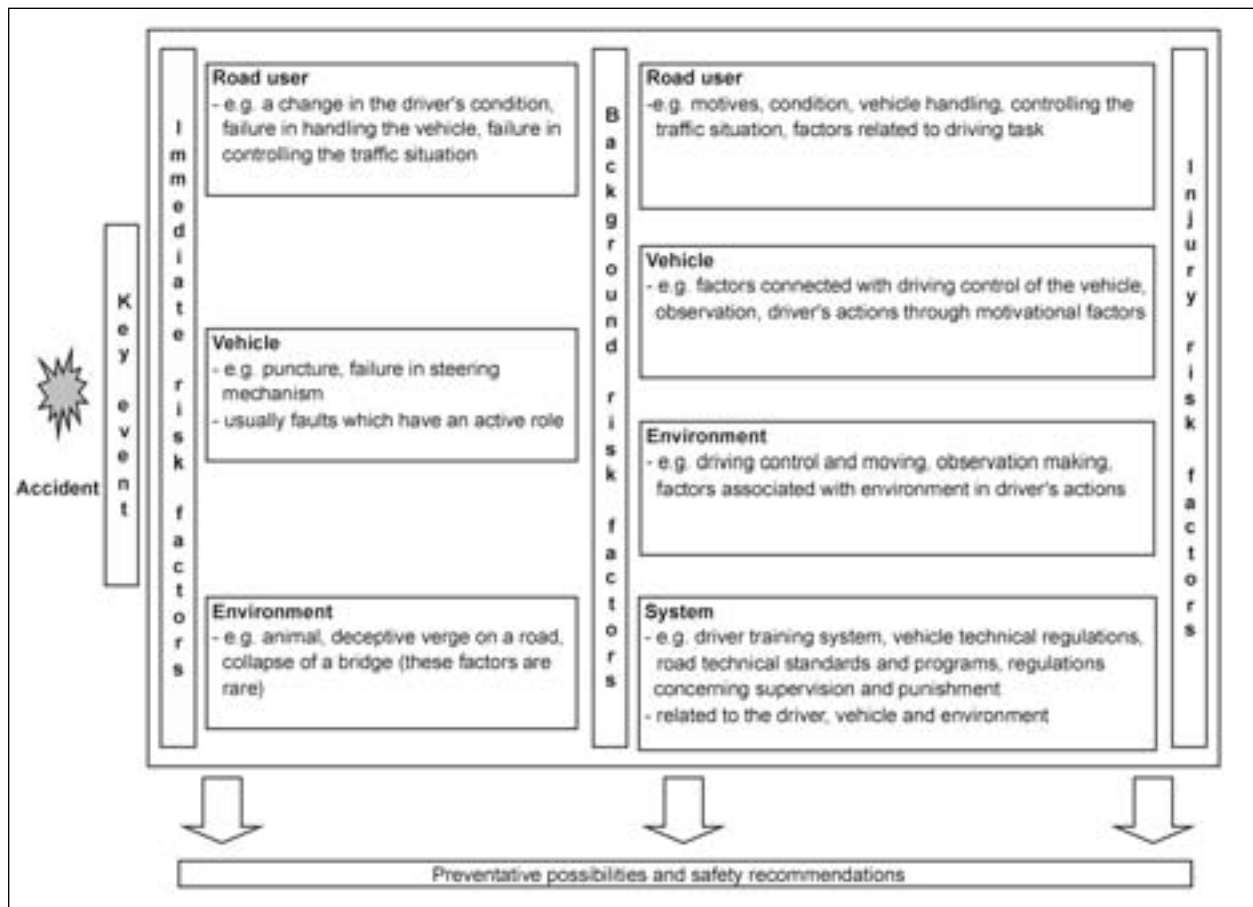 Accident
Key event
Immediate risk factors
Road user
- e.g. a change in the driver's condition,
failure in handling the vehicle, failure in
controlling the traffic situation
Vehicle
- e.g. puncture, failure in steering
mechanism
- usually faults which have an active role
Environment
- e.g. animal, deceptive verge on a road,
collapse of a bridge (these factors are
rare)
Background risk factors
Road user
-e.g. motives, condition, vehicle handling, controlling the
traffic situation, factors related to driving task
Vehicle
- e.g. factors connected with driving control of the vehicle,
observation, driver's actions through motivational factors
Environment
- e.g. driving control and moving, observation making,
factors associated with environment in driver's actions
System
- e.g. driver training system, vehicle technical regulations,
road technical standards and programs, regulations
concerning supervision and punishment
- related to the driver, vehicle and environment
Injury risk factors
Preventative possibilities and safety recommendations